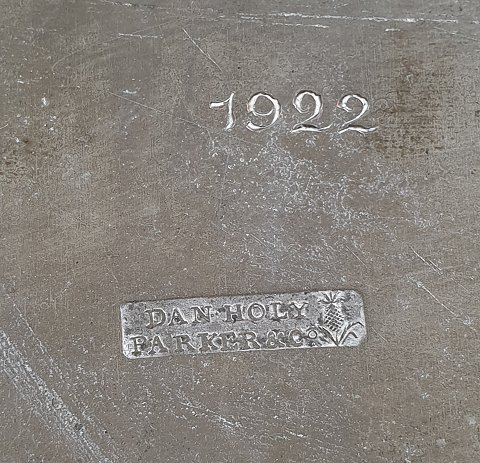 1922
DAN HOLY
PARKER & Co